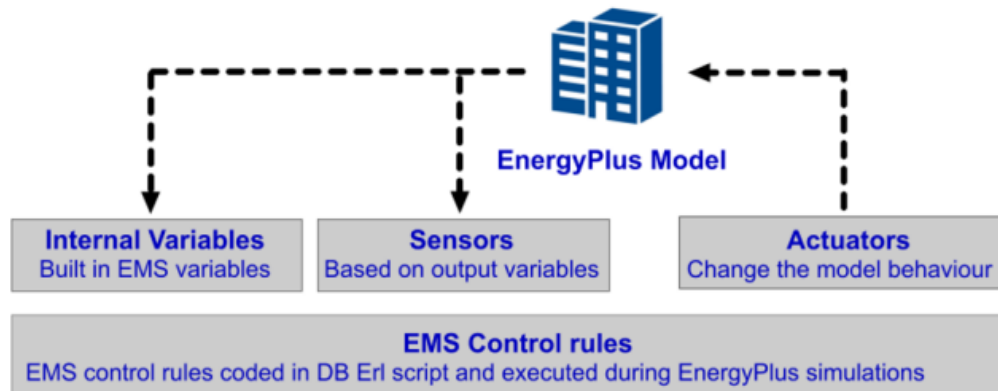 EnergyPlus Model
Internal Variables
Built in EMS variables
Sensors
Based on output variables
Actuators
Change the model behaviour
EMS Control rules
EMS control rules coded in DB Erl script and executed during EnergyPlus simulations